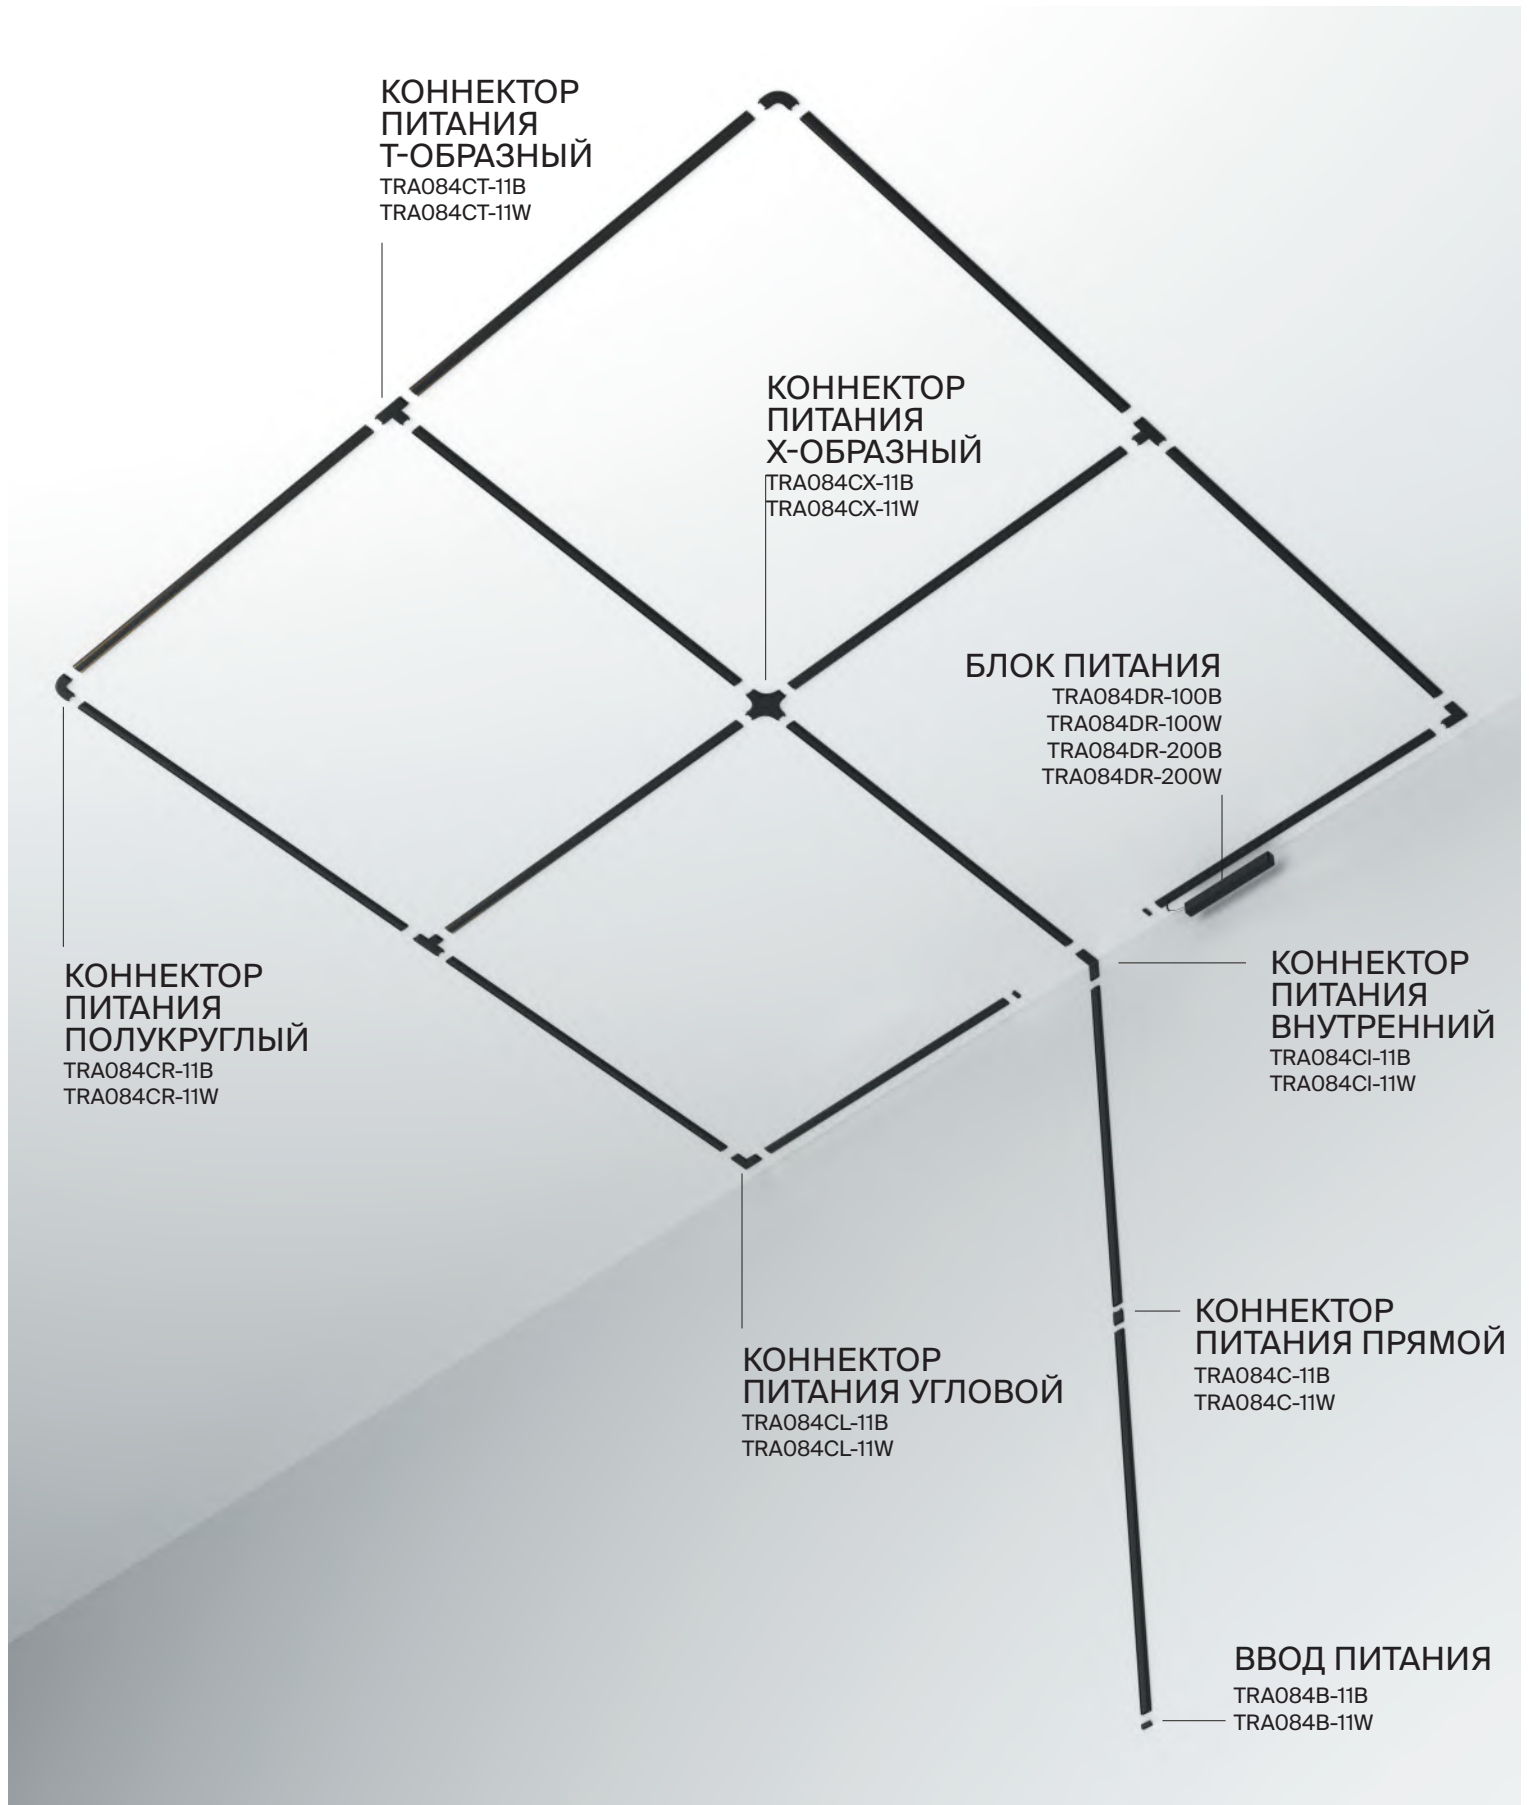 КОННЕКТОР
ПИТАНИЯ
Т-ОБРАЗНЫЙ
TRA084CT-11B
TRA084CT-11W
КОННЕКТОР
ПИТАНИЯ
Х-ОБРАЗНЫЙ
TRA084CX-11B
TRA084CX-11W
БЛОК ПИТАНИЯ
TRA084DR-100B
TRA084DR-100W
TRA084DR-200B
TRA084DR-200W
КОННЕКТОР
ПИТАНИЯ
ПОЛУКРУГЛЫЙ
TRA084CR-11B
TRA084CR-11W
КОННЕКТОР
ПИТАНИЯ
ВНУТРЕННИЙ
TRA084CI-11B
TRA084CI-11W
КОННЕКТОР
ПИТАНИЯ ПРЯМОЙ
TRA084C-11B
TRA084C-11W
КОННЕКТОР
ПИТАНИЯ УГЛОВОЙ
TRA084CL-11B
TRA084CL-11W
ВВОД ПИТАНИЯ
TRA084B-11B
TRA084B-11W